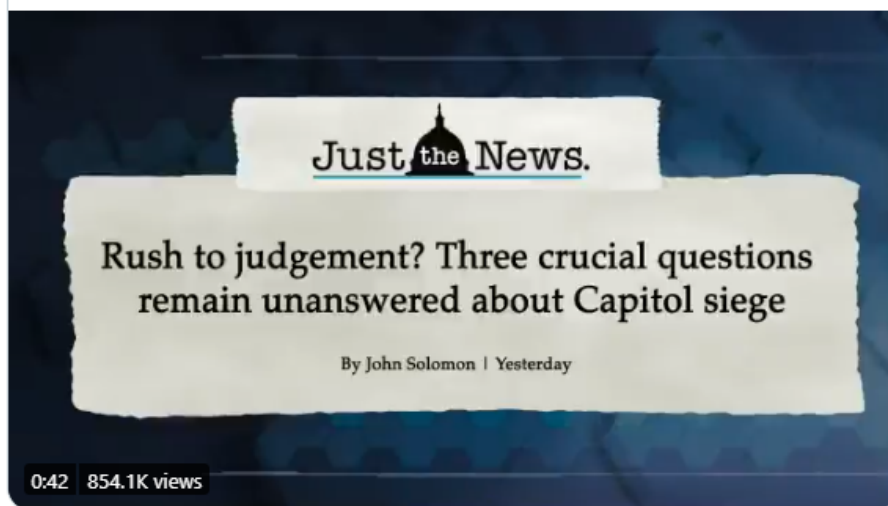 Just the News.
Rush to judgement? Three crucial questions
remain unanswered about Capitol siege
By John Solomon | Yesterday
0:42 854.1K views